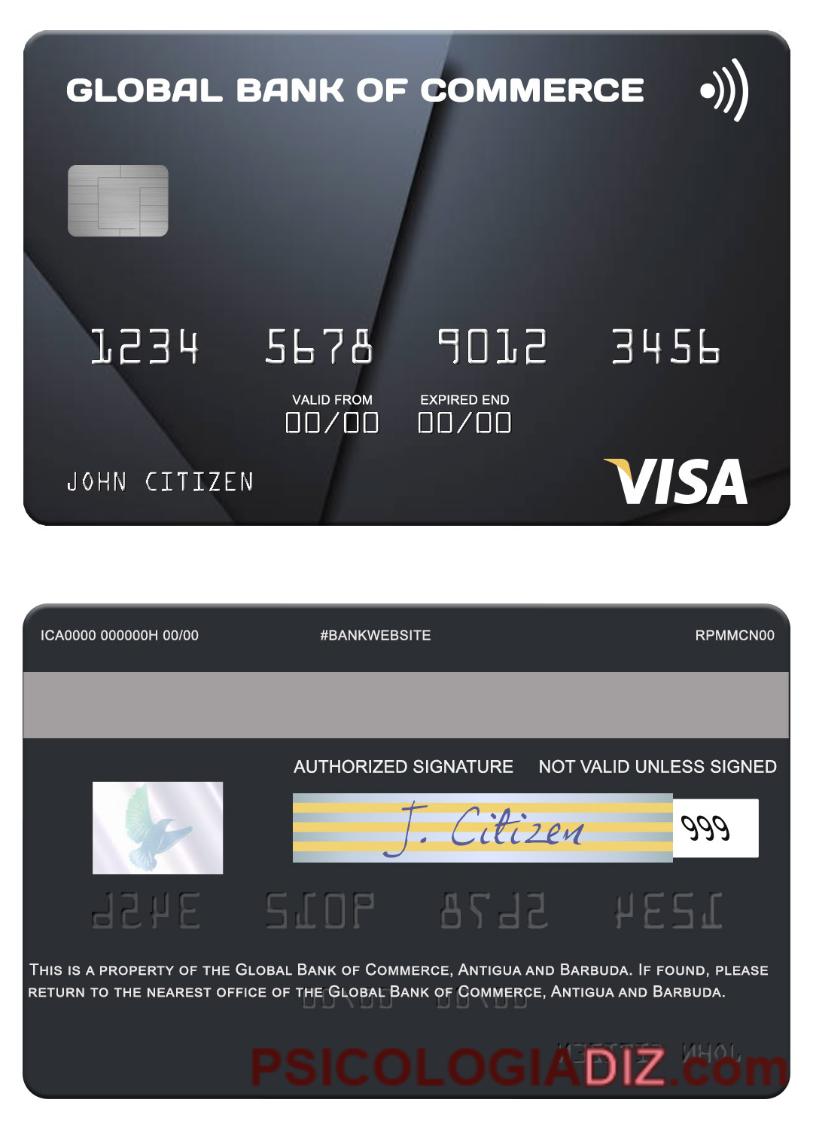 GLOBAL BANK OF COMMERCE
1234 5678 9012 3456
VALID FROM EXPIRED END
00/00 00/00
JOHN CITIZEN
VISA
ICA0000 000000H 00/00 #BANKWEBSITE RPMMCN00
AUTHORIZED SIGNATURE NOT VALID UNLESS SIGNED
J. Citizen 999
THIS IS A PROPERTY OF THE GLOBAL BANK OF COMMERCE, ANTIGUA AND BARBUDA. IF FOUND, PLEASE
RETURN TO THE NEAREST OFFICE OF THE GLOBAL BANK OF COMMERCE, ANTIGUA AND BARBUDA.
PSICOLOGIADIZ.com